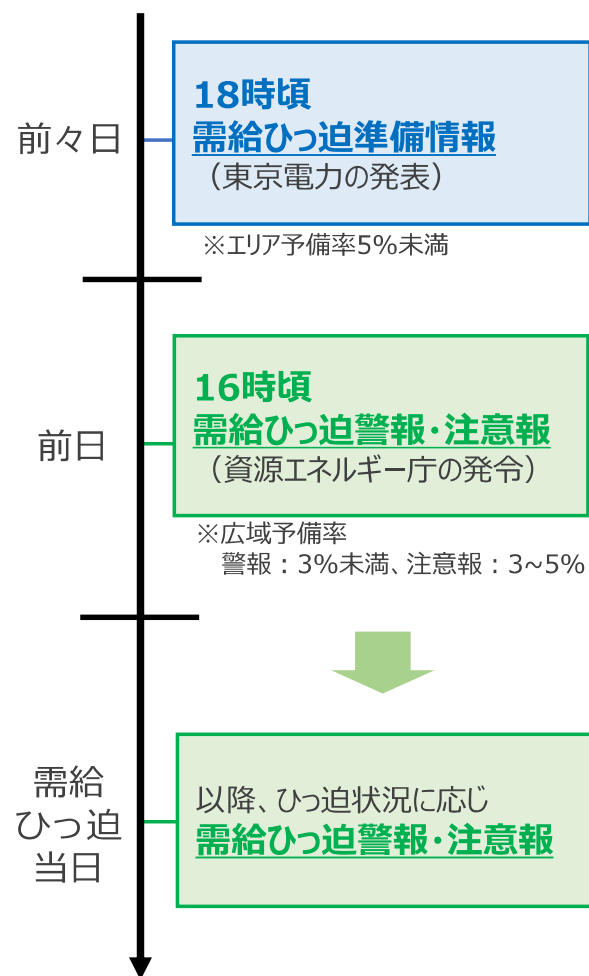 前々日
18時頃
需給ひっ迫準備情報
（東京電力の発表）
※エリア予備率5%未満
前日
16時頃
需給ひっ迫警報・注意報
（資源エネルギー庁の発令）
※広域予備率
警報：3%未満、注意報：3~5%
需給
ひっ迫
当日
以降、ひっ迫状況に応じ
需給ひっ迫警報・注意報